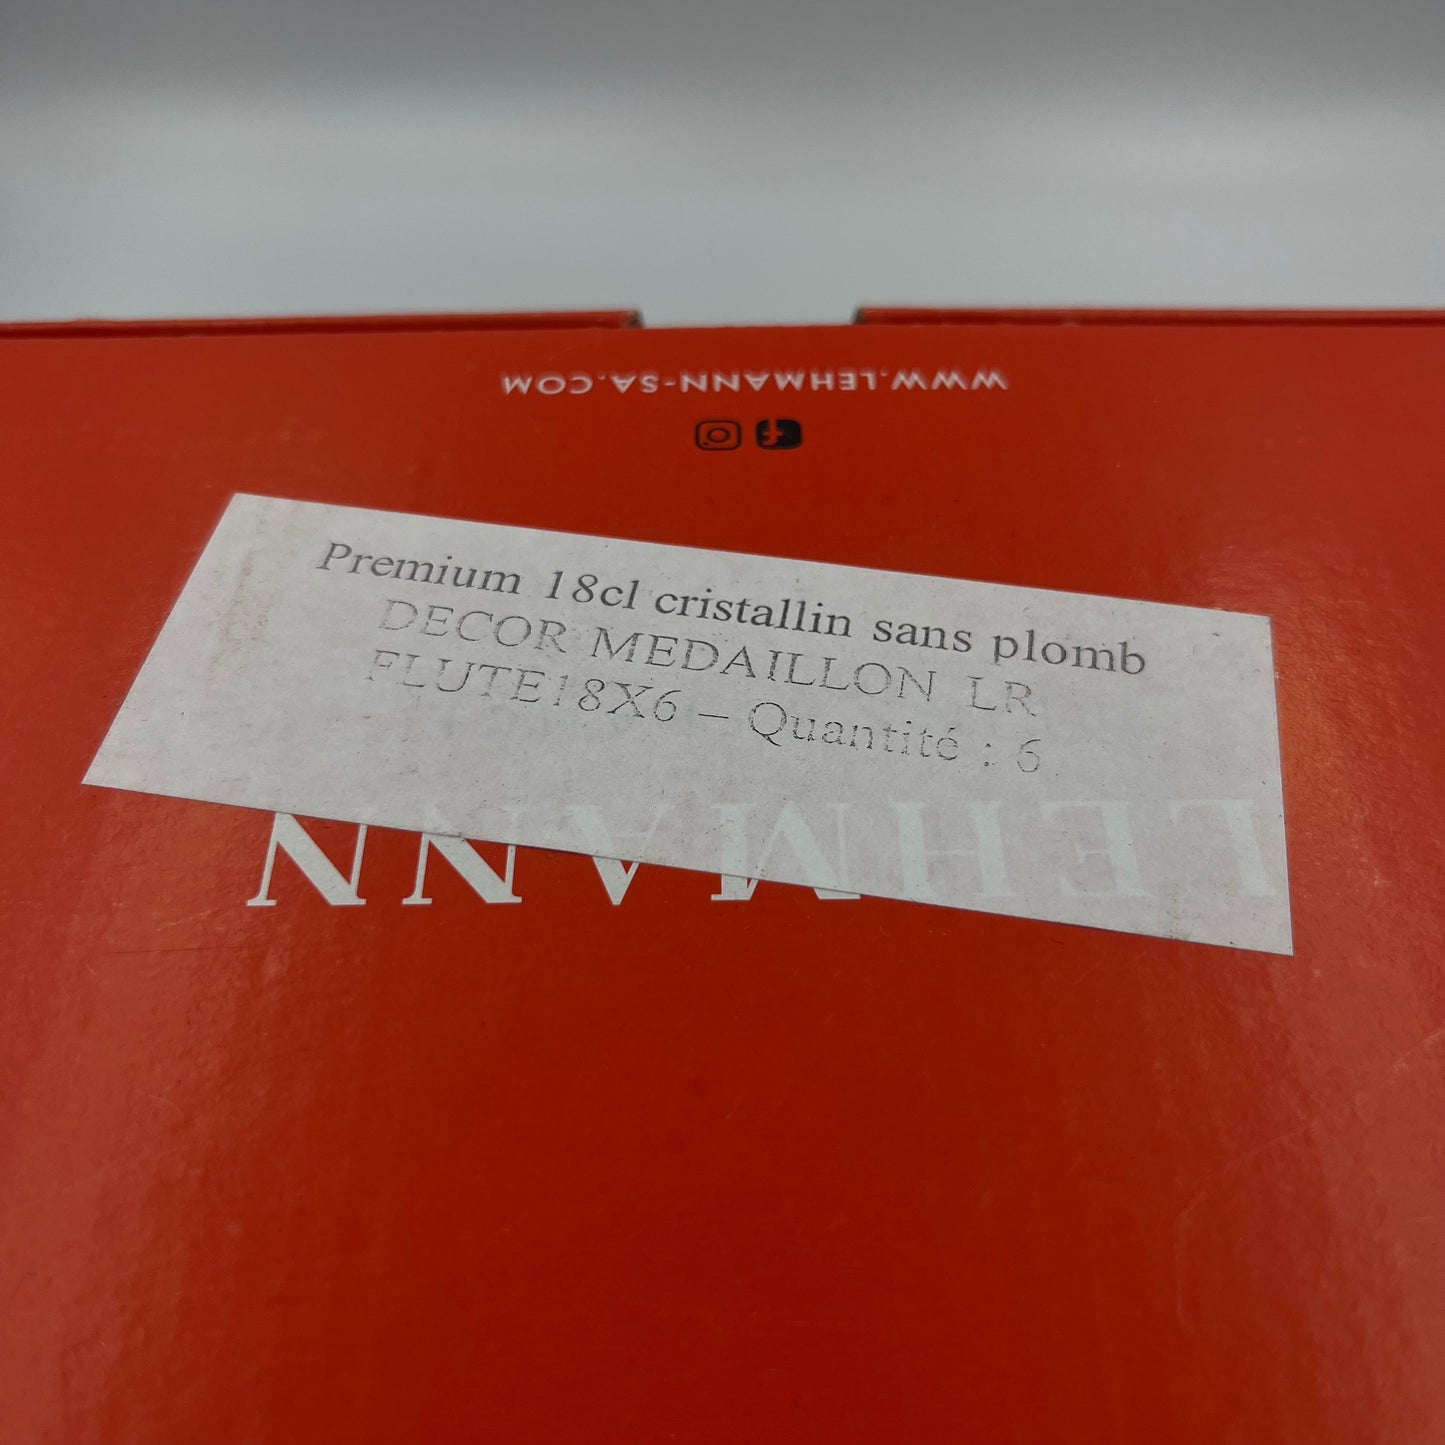 WWW.LEHMANN-SA.COM
Premium 18cl cristallin sans plomb
DECOR MEDAILLON LR
FLUTE18X6 – Quantité : 6
LEHMANN